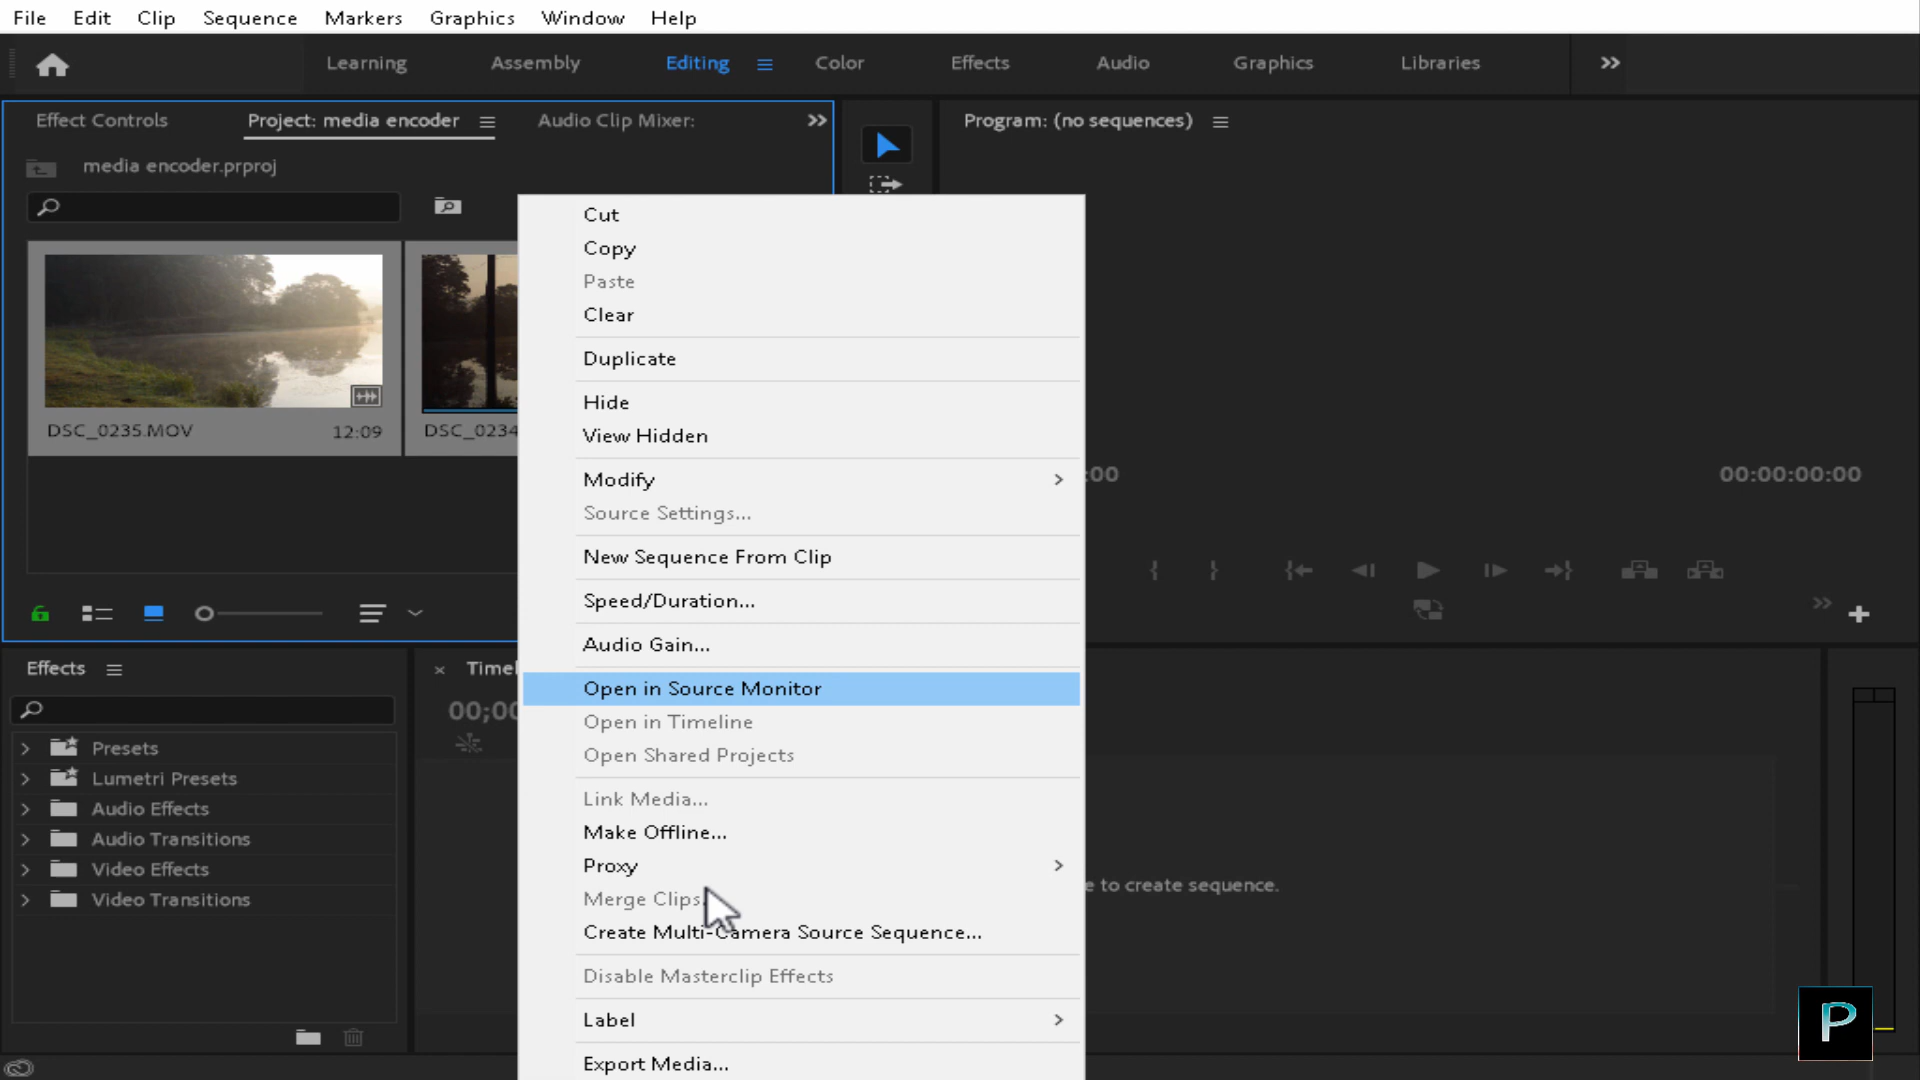 File Edit Clip Sequence Markers Graphics Window Help
Learning Assembly Editing Color Effects Audio Graphics Libraries
Effect Controls Project: media encoder Audio Clip Mixer: Program: (no sequences)
media encoder.prproj
Cut
Copy
Paste
Clear
Duplicate
Hide
DSC_0235.MOV 12:09 DSC_0234
View Hidden
Modify
:00 00:00:00:00
Source Settings...
New Sequence From Clip
Speed/Duration...
Audio Gain...
Effects Timel
Open in Source Monitor
00;00
Open in Timeline
Presets
Open Shared Projects
Lumetri Presets
Link Media...
Audio Effects
Make Offline...
Audio Transitions
Proxy
Video Effects
e to create sequence.
Merge Clips
Video Transitions
Create Multi-Camera Source Sequence...
Disable Masterclip Effects
Label
P
Export Media...